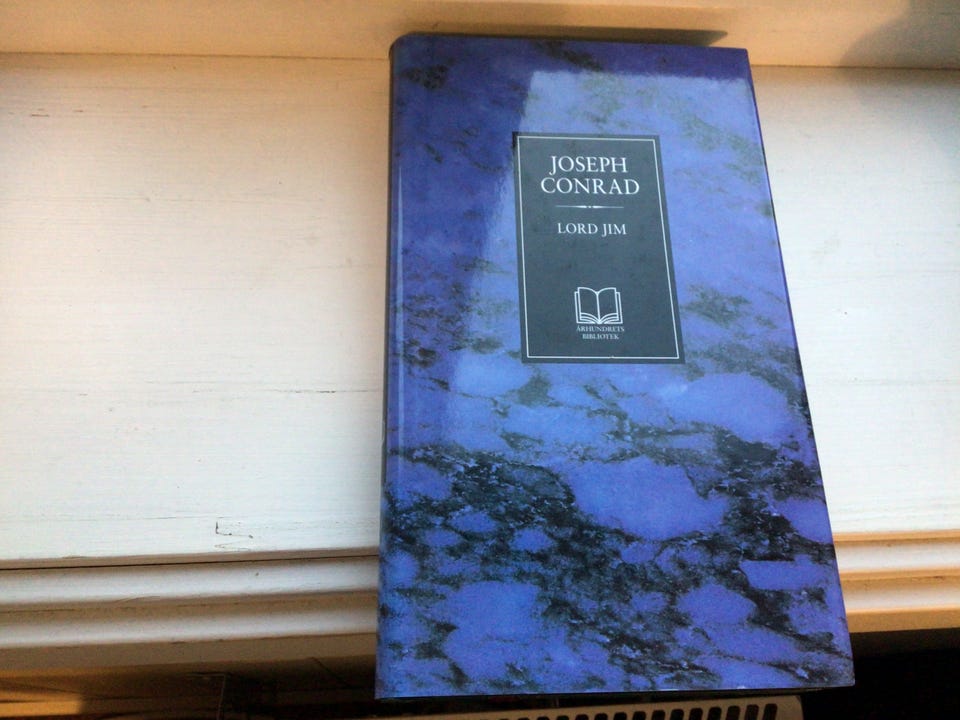 JOSEPH
CONRAD
LORD JIM
ÅRHUNDRETS
BIBLIOTEK